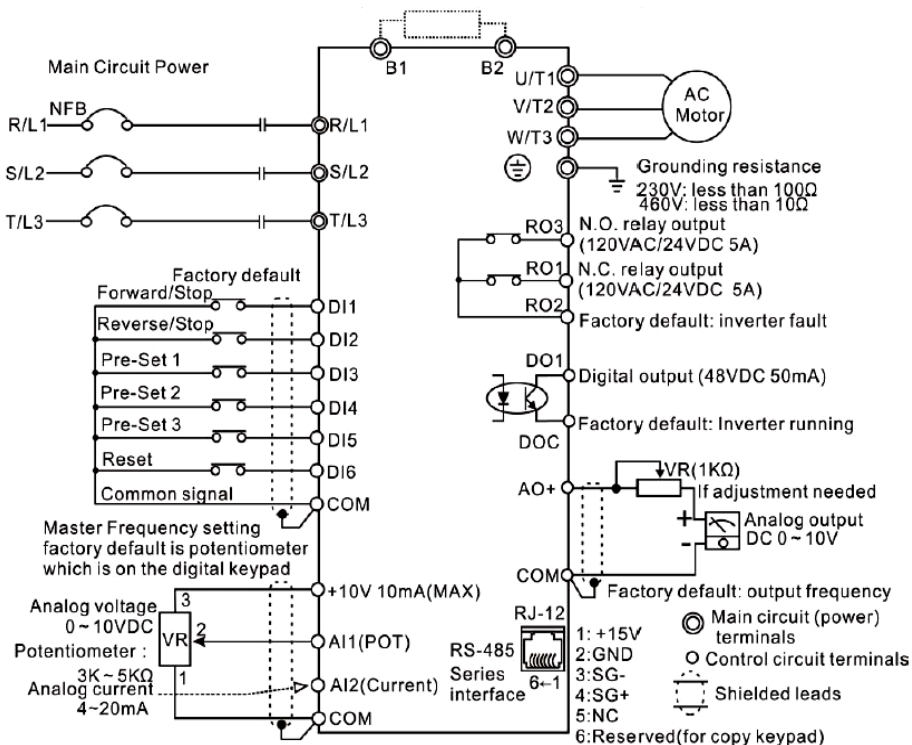 Main Circuit Power
NFB
R/L1
S/L2
T/L3
R/L1
S/L2
T/L3
B1
B2
U/T1
V/T2
W/T3
AC
Motor
Grounding resistance
230V: less than 100Ω
460V: less than 10Ω
RO3
N.O. relay output
(120VAC/24VDC 5A)
RO1
N.C. relay output
(120VAC/24VDC 5A)
RO2
Factory default: inverter fault
Factory default
Forward/Stop
DI1
Reverse/Stop
DI2
Pre-Set 1
DI3
Pre-Set 2
DI4
Pre-Set 3
DI5
Reset
DI6
Common signal
COM
DO1
Digital output (48VDC 50mA)
DOC
Factory default: Inverter running
AO+
VR(1KΩ)
If adjustment needed
+
-
Analog output
DC 0~10V
COM
Factory default: output frequency
Master Frequency setting
factory default is potentiometer
which is on the digital keypad
Analog voltage
0~10VDC
Potentiometer :
3K~5KΩ
Analog current
4~20mA
VR
3
2
1
+10V 10mA(MAX)
AI1(POT)
AI2(Current)
COM
RJ-12
RS-485
Series
interface
6←1
1: +15V
2:GND
3:SG-
4:SG+
5:NC
6:Reserved(for copy keypad)
Main circuit (power)
terminals
Control circuit terminals
Shielded leads